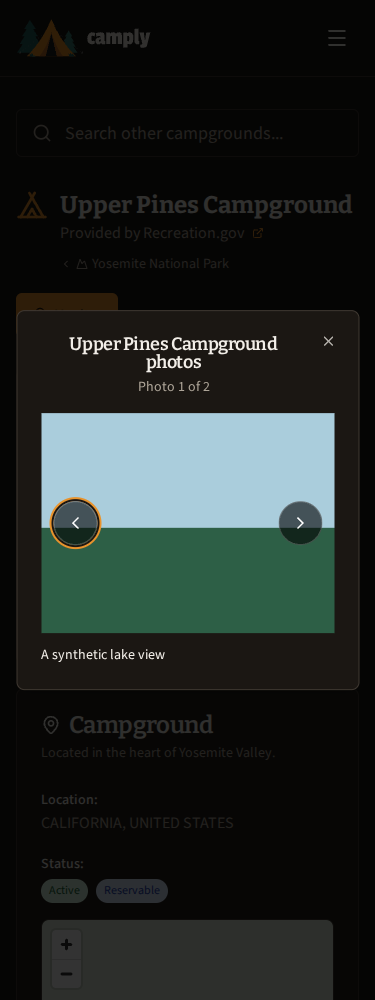 camply
Search other campgrounds...
Upper Pines Campground
Provided by Recreation.gov
Yosemite National Park
Upper Pines Campground
photos
Photo 1 of 2
A synthetic lake view
Campground
Located in the heart of Yosemite Valley.
Location:
CALIFORNIA, UNITED STATES
Status:
Active Reservable
+
−